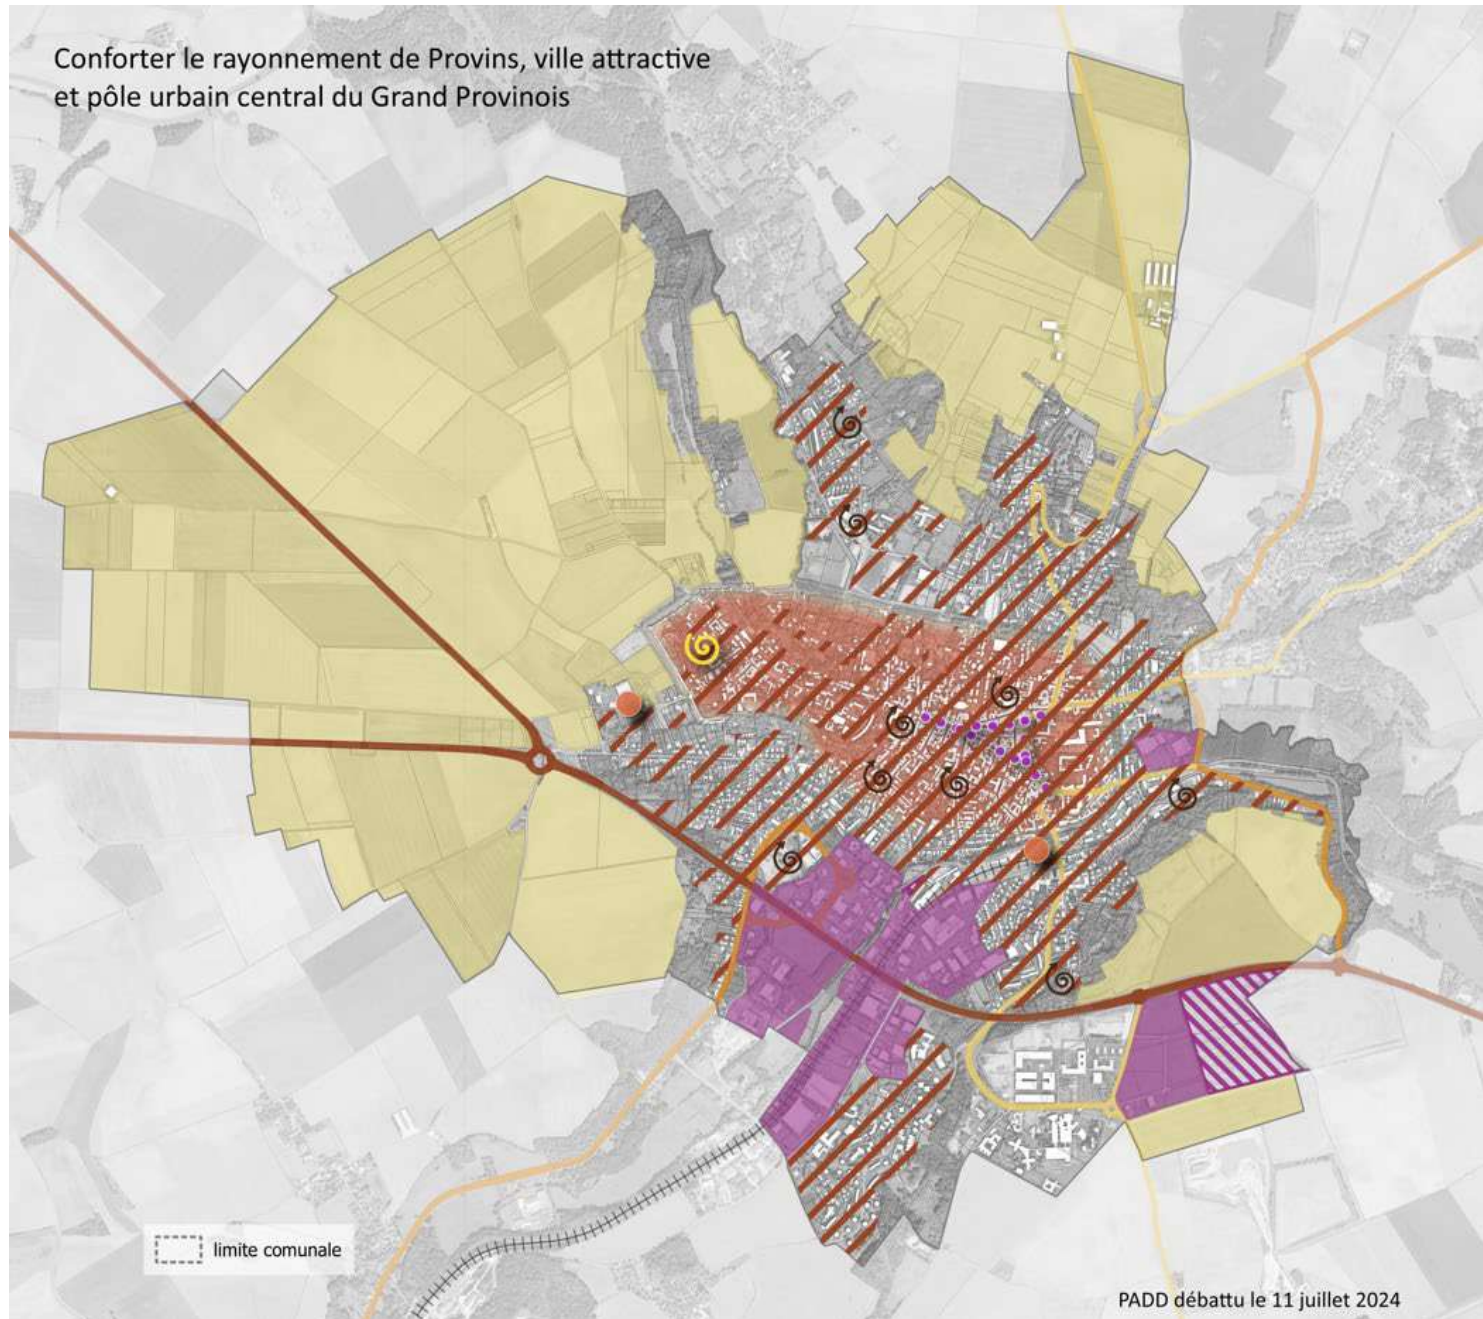 Conforter le rayonnement de Provins, ville attractive
et pôle urbain central du Grand Provinois
limite comunale
PADD débattu le 11 juillet 2024